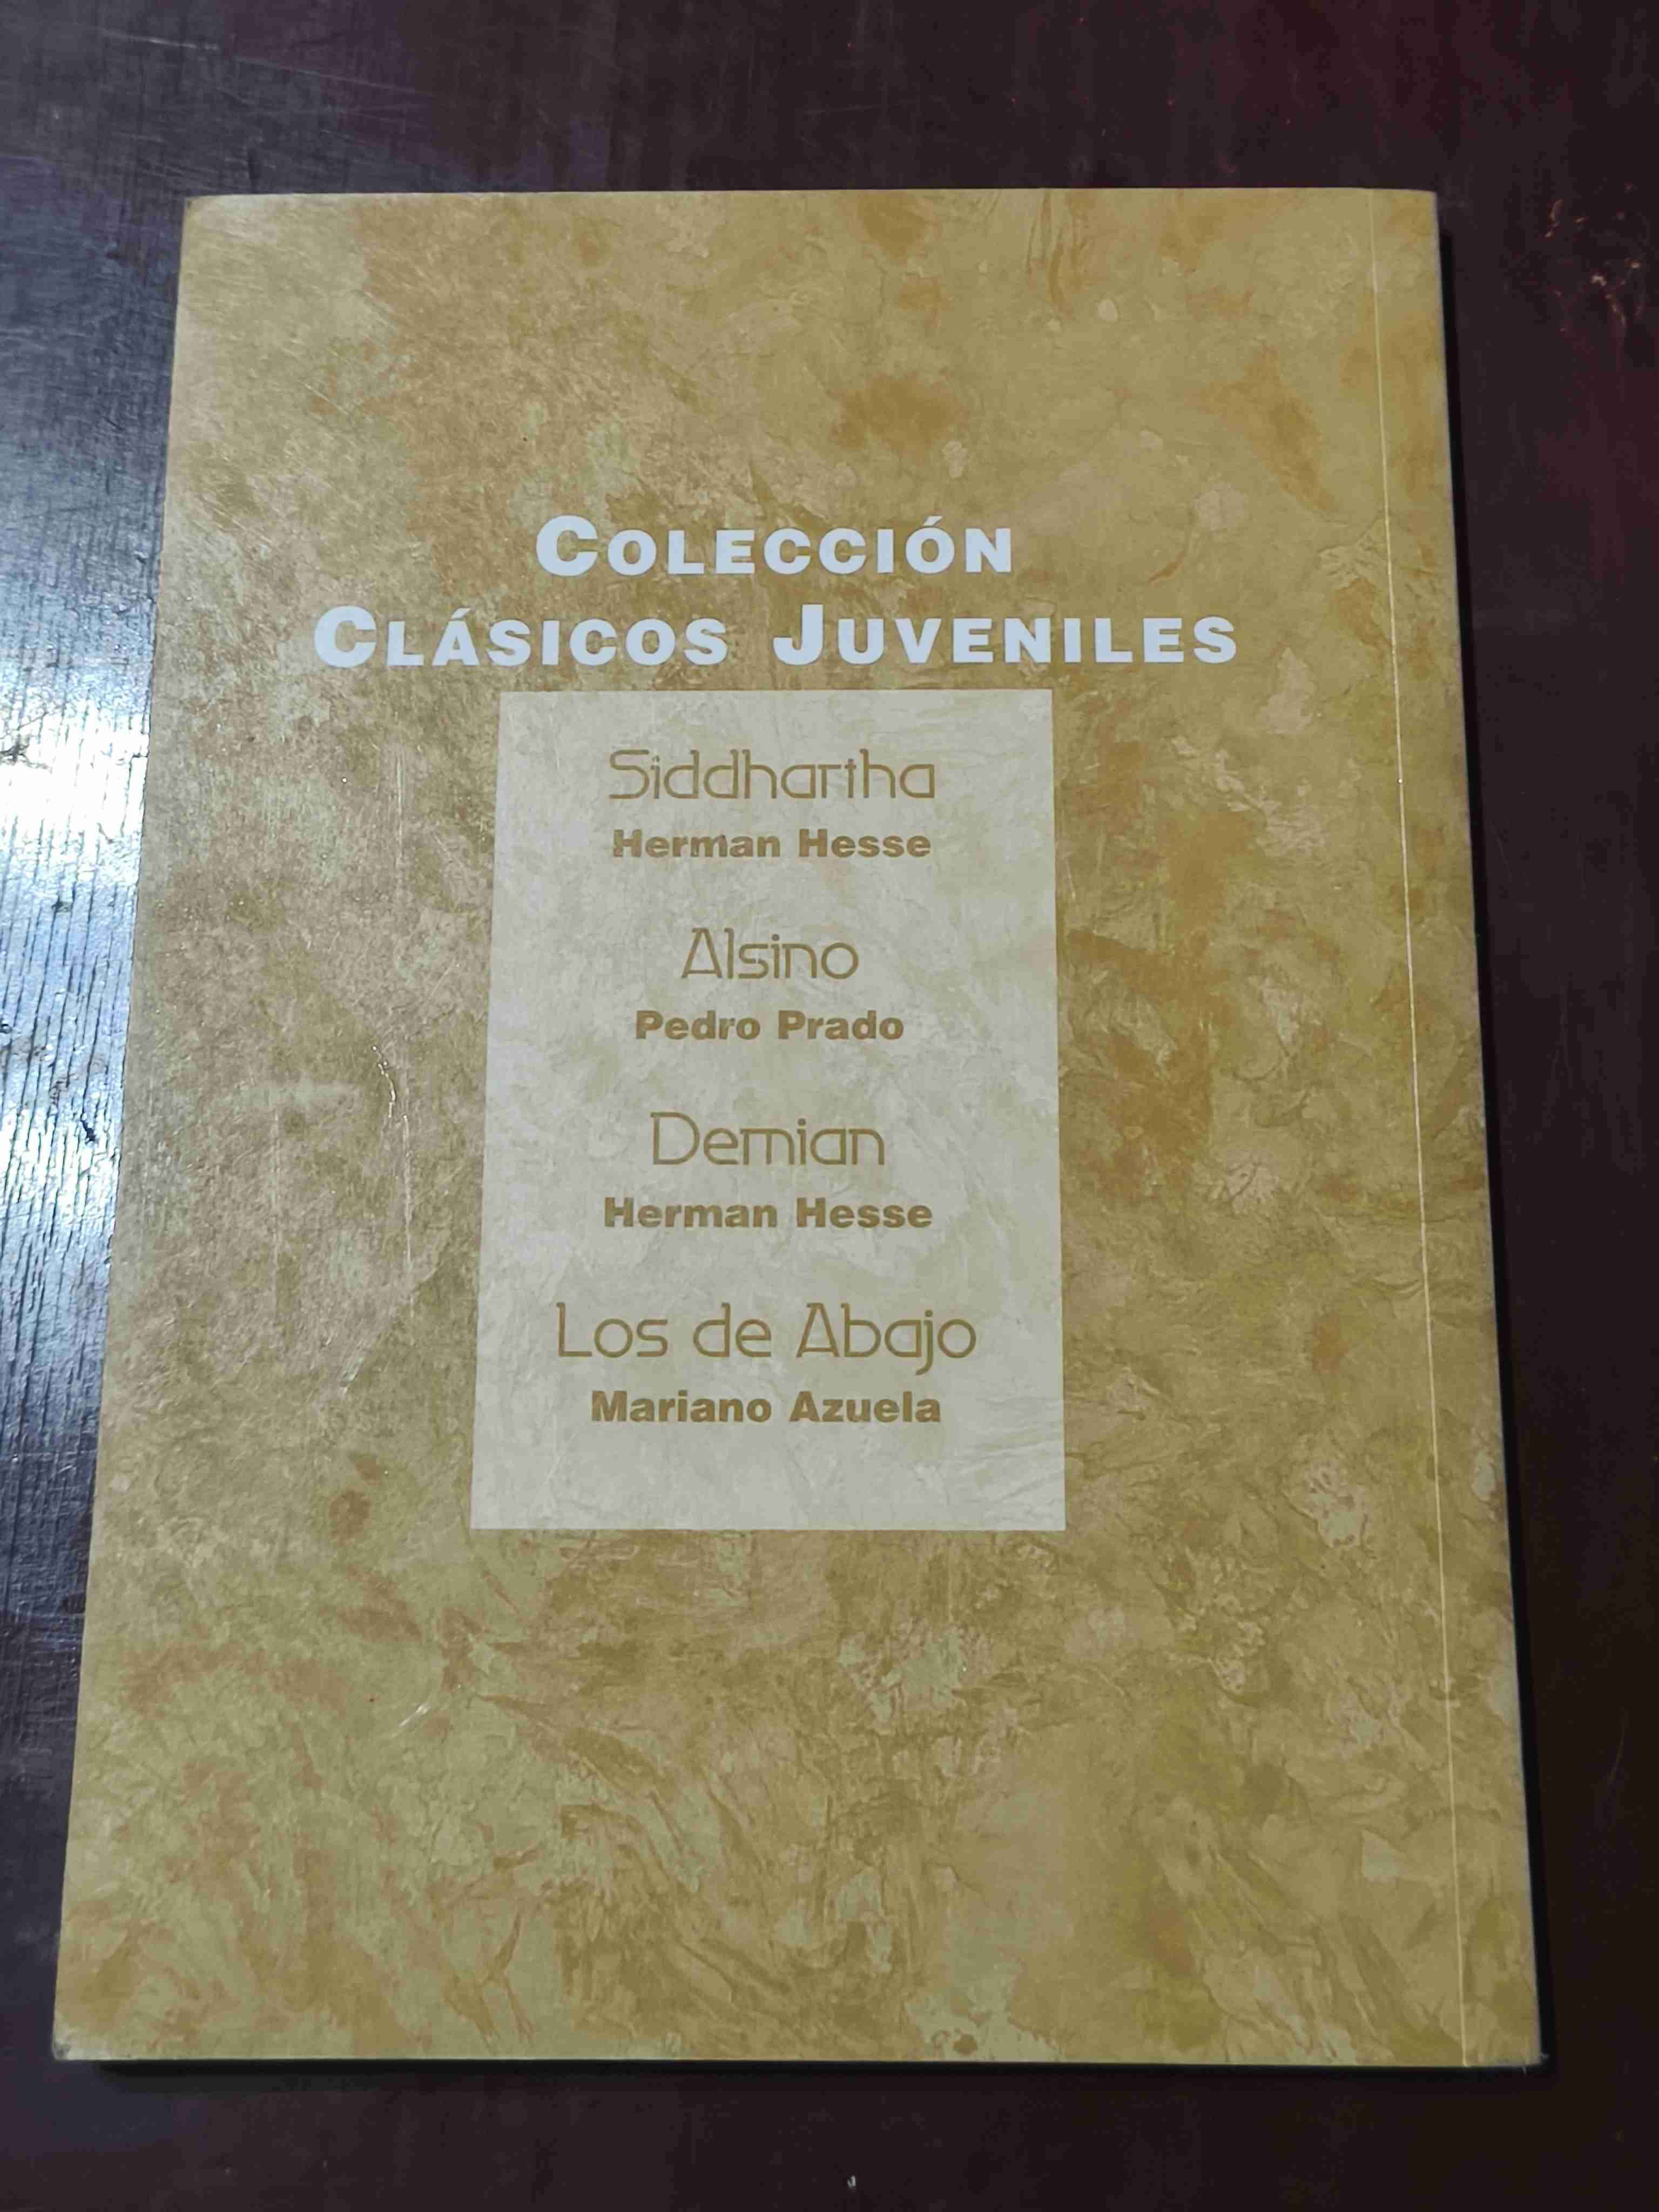 COLECCIÓN
CLÁSICOS JUVENILES
Siddhartha
Herman Hesse
Alsino
Pedro Prado
Demian
Herman Hesse
Los de Abajo
Mariano Azuela